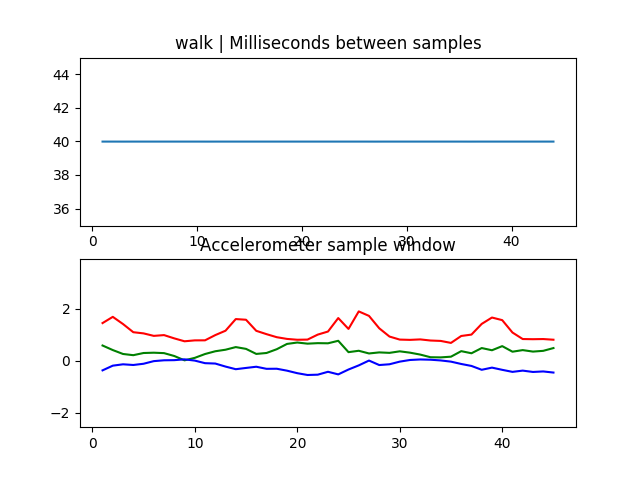 walk | Milliseconds between samples
44
42
40
38
36
0 10 20 30 40
Accelerometer sample window
2
0
−2
0 10 20 30 40